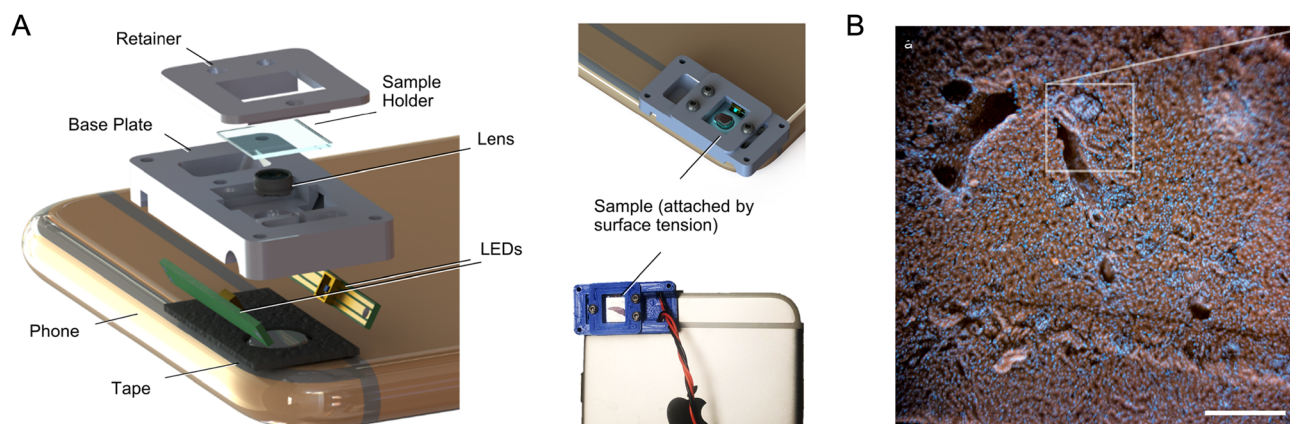 A
Retainer
Sample
Holder
Base Plate
Lens
LEDs
Phone
Tape
Sample (attached by
surface tension)
B
a